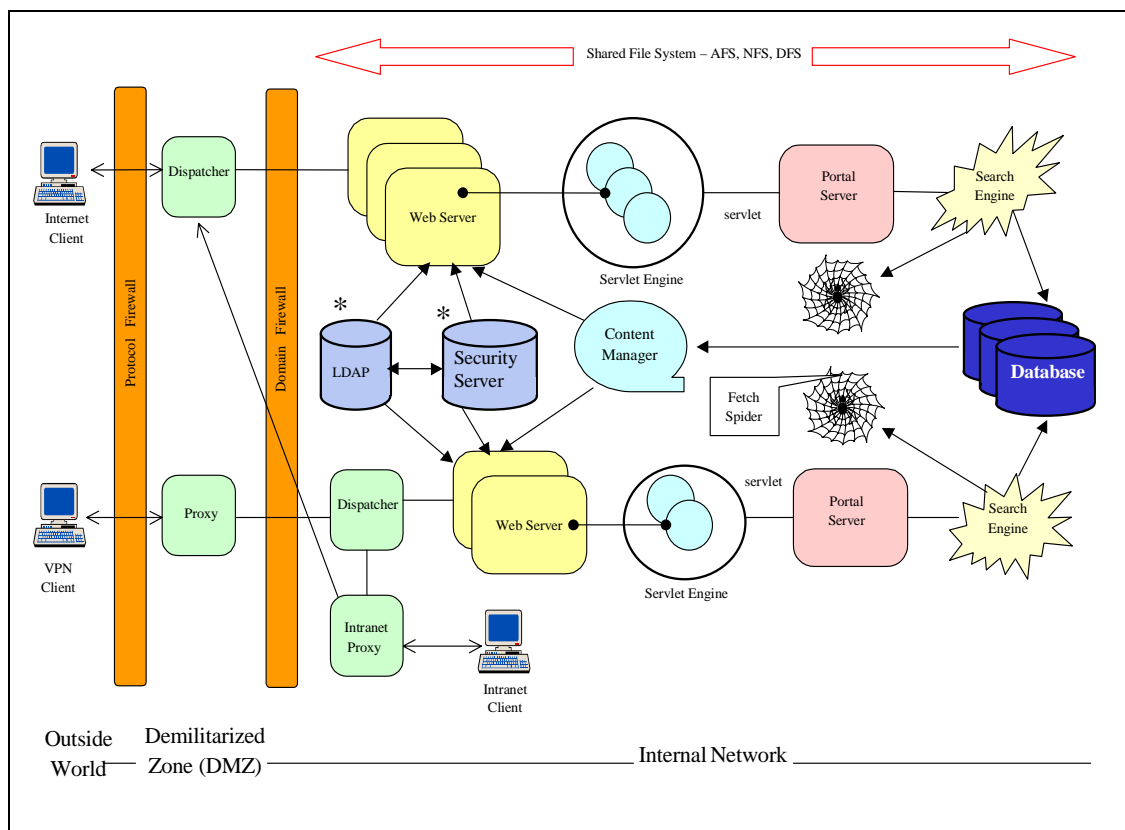 Shared File System – AFS, NFS, DFS
Internet
Client
Protocol Firewall
Dispatcher
Domain Firewall
Web Server
Servlet Engine
servlet
Portal
Server
Search
Engine
*
LDAP
*
Security
Server
Content
Manager
Database
Fetch
Spider
VPN
Client
Proxy
Dispatcher
Web Server
Servlet Engine
servlet
Portal
Server
Search
Engine
Intranet
Proxy
Intranet
Client
Outside
World
Demilitarized
Zone (DMZ)
Internal Network